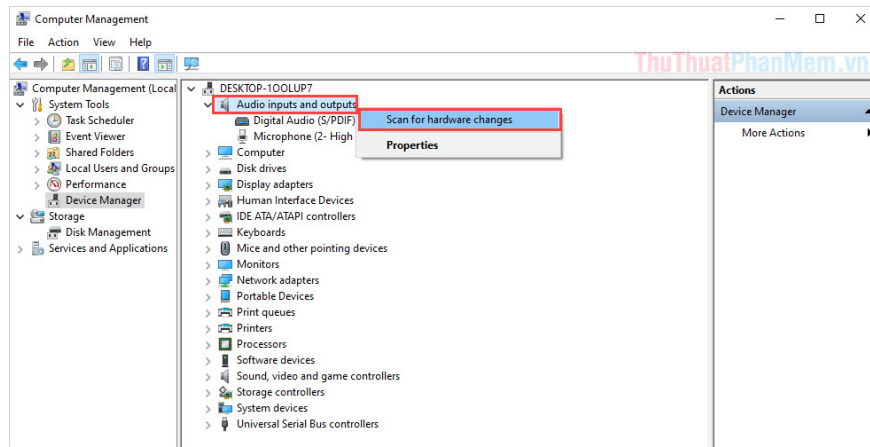 Computer Management
File Action View Help
ThuThuatPhanMem.vn
Computer Management (Local
System Tools
Task Scheduler
Event Viewer
Shared Folders
Local Users and Groups
Performance
Device Manager
Storage
Disk Management
Services and Applications
DESKTOP-1OOLUP7
Audio inputs and outputs
Digital Audio (S/PDIF)
Microphone (2- High
Computer
Disk drives
Display adapters
Human Interface Devices
IDE ATA/ATAPI controllers
Keyboards
Mice and other pointing devices
Monitors
Network adapters
Portable Devices
Print queues
Printers
Processors
Software devices
Sound, video and game controllers
Storage controllers
System devices
Universal Serial Bus controllers
Scan for hardware changes
Properties
Actions
Device Manager
More Actions